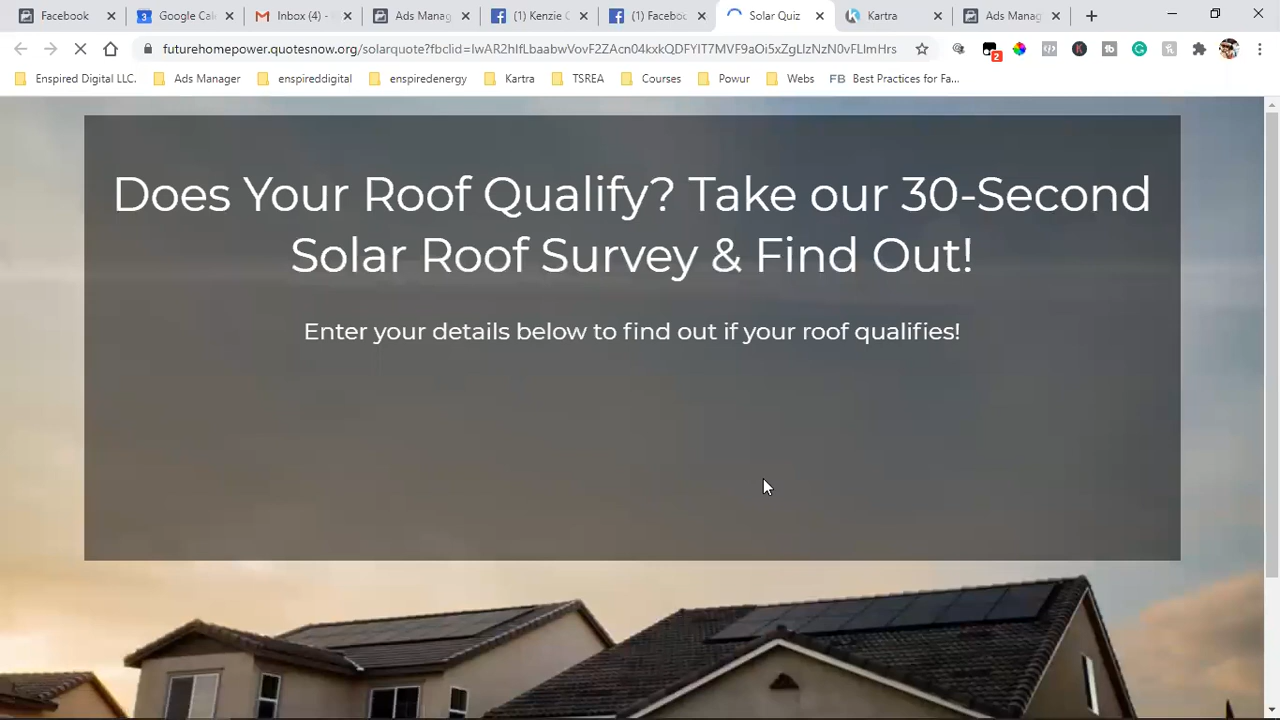 Facebook
Google Cal
Inbox (4) -
Ads Manag
(1) Kenzie C
(1) Faceboo
Solar Quiz
Kartra
Ads Manag
futurehomepower.quotesnow.org/solarquote?fbclid=
Enspired Digital LLC.
Ads Manager
enspireddigital
enspiredenergy
Kartra
TSREA
Courses
Powur
Webs
FB Best Practices for Fa...
2
Does Your Roof Qualify? Take our 30-Second
Solar Roof Survey & Find Out!
Enter your details below to find out if your roof qualifies!